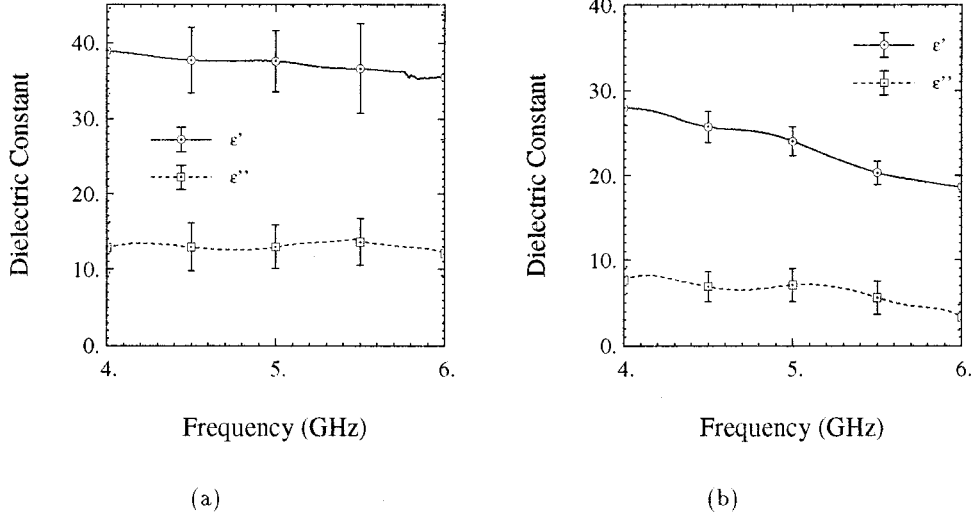 40.
30.
20.
10.
0.
4.
5.
6.
Dielectric Constant
Frequency (GHz)
ε'
ε''
(a)
40.
30.
20.
10.
0.
4.
5.
6.
Dielectric Constant
Frequency (GHz)
ε'
ε''
(b)